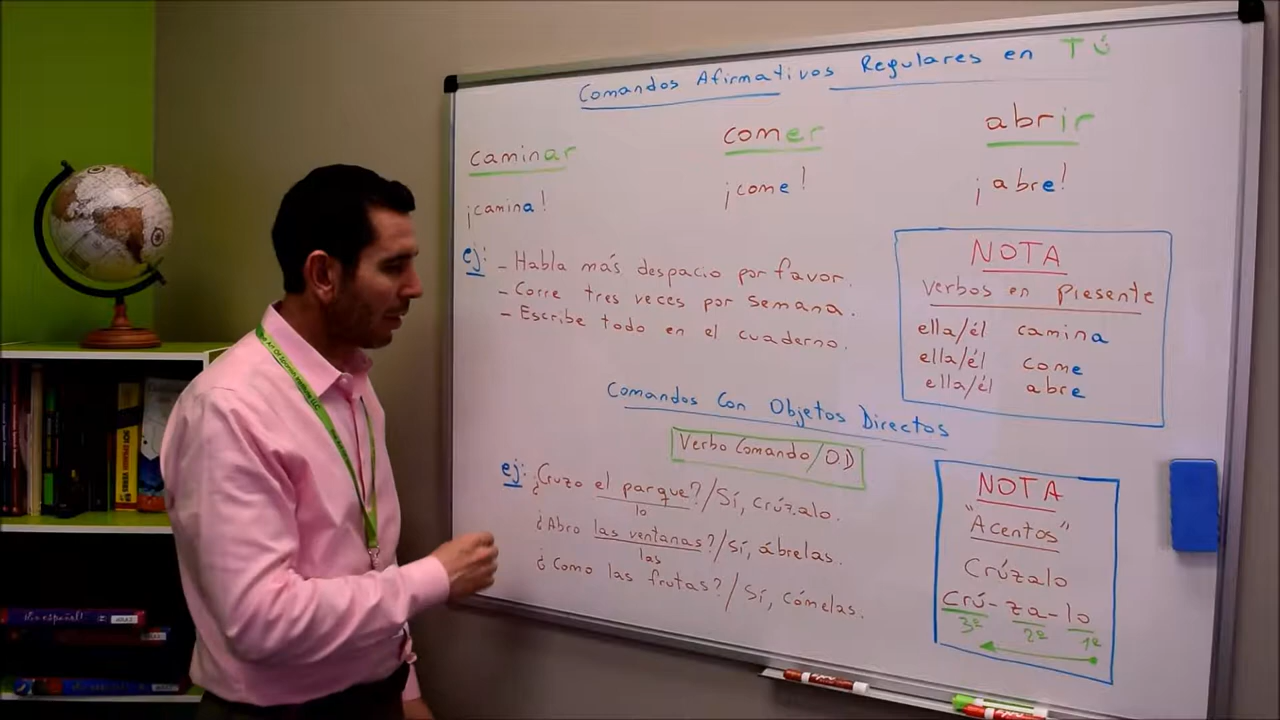 Comandos Afirmativos Regulares en TÚ
caminar
comer
abrir
¡camina!
¡come!
¡abre!
ej:
- Habla más despacio por favor.
- Corre tres veces por semana.
- Escribe todo en el cuaderno.
NOTA
verbos en presente
ella/él camina
ella/él come
ella/él abre
Comandos Con Objetos Directos
Verbo Comando/O.D
ej:
¿Cruzo el parque?/Sí, crúzalo.
lo
¿Abro las ventanas?/Sí, ábrelas.
las
¿Como las frutas?/Sí, cómelas.
NOTA
"Acentos"
Crúzalo
crú-za-lo
3ª 2ª 1ª